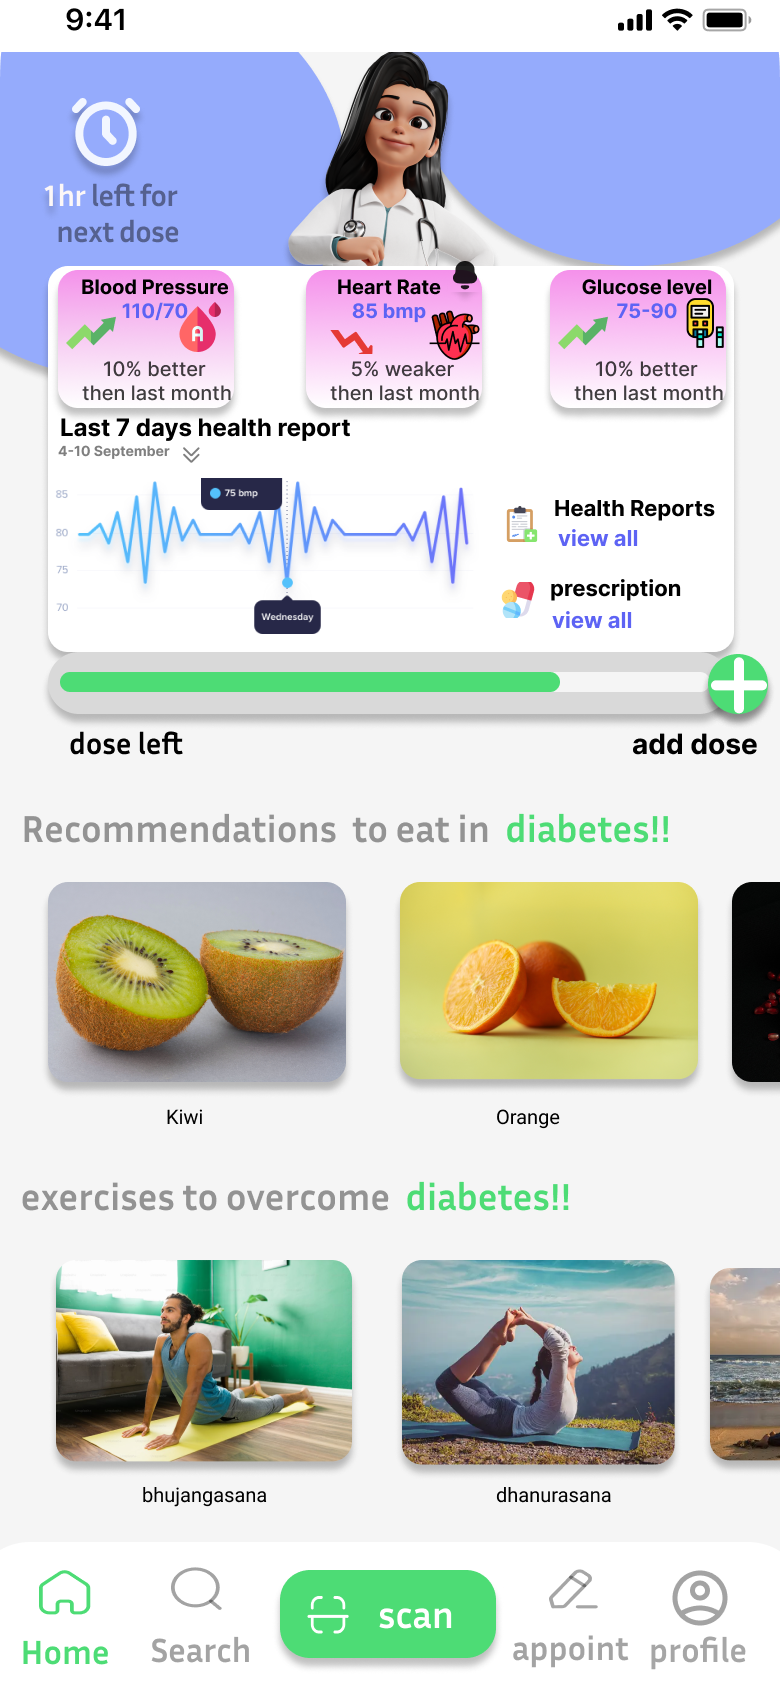 9:41
1hr left for
next dose
Blood Pressure
110/70
A
10% better
then last month
Heart Rate
85 bmp
5% weaker
then last month
Glucose level
75-90
10% better
then last month
Last 7 days health report
4-10 September
85
80
75
70
75 bmp
Wednesday
Health Reports
view all
prescription
view all
dose left
add dose
Recommendations to eat in diabetes!!
Kiwi
Orange
exercises to overcome diabetes!!
bhujangasana
dhanurasana
Home
Search
scan
appoint
profile